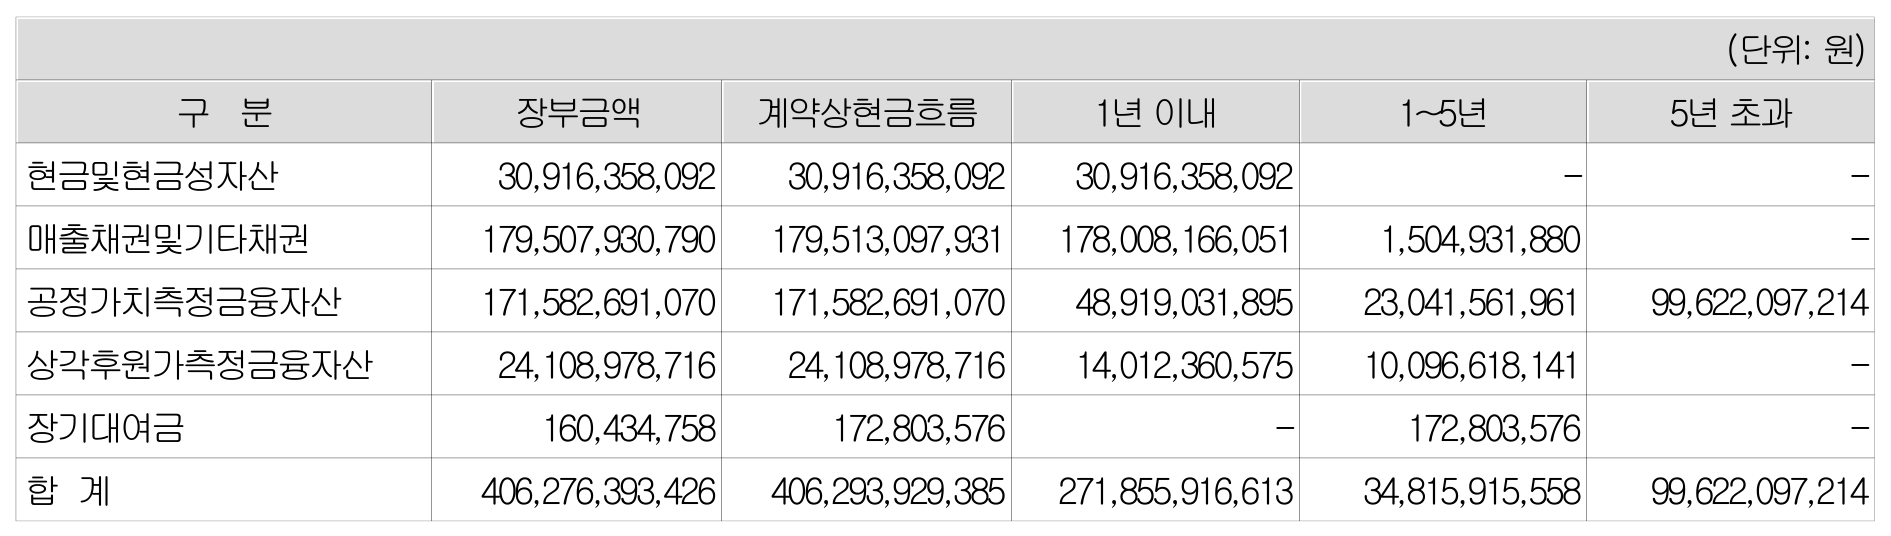 (단위: 원)
구 분 장부금액 계약상현금흐름 1년 이내 1~5년 5년 초과
현금및현금성자산 30,916,358,092 30,916,358,092 30,916,358,092 - -
매출채권및기타채권 179,507,930,790 179,513,097,931 178,008,166,051 1,504,931,880 -
공정가치측정금융자산 171,582,691,070 171,582,691,070 48,919,031,895 23,041,561,961 99,622,097,214
상각후원가측정금융자산 24,108,978,716 24,108,978,716 14,012,360,575 10,096,618,141 -
장기대여금 160,434,758 172,803,576 - 172,803,576 -
합 계 406,276,393,426 406,293,929,385 271,855,916,613 34,815,915,558 99,622,097,214